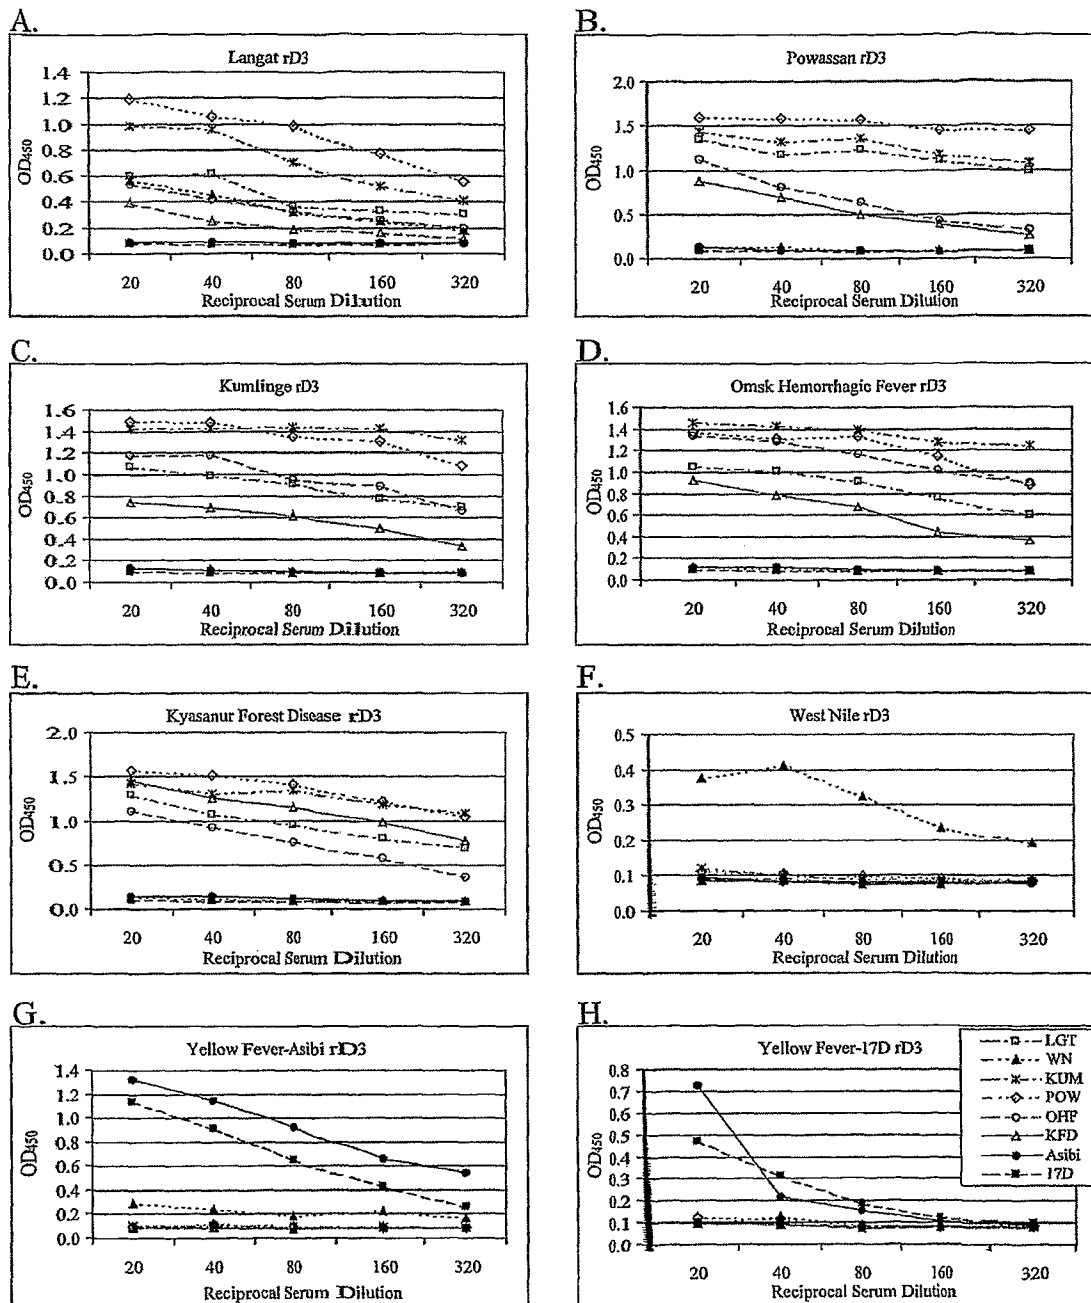 A.
Langat rD3
1.4
1.2
1.0
0.8
0.6
0.4
0.2
0.0
OD450
20 40 80 160 320
Reciprocal Serum Dilution
B.
Powassan rD3
2.0
1.5
1.0
0.5
0.0
OD450
20 40 80 160 320
Reciprocal Serum Dilution
C.
Kumlinge rD3
1.6
1.4
1.2
1.0
0.8
0.6
0.4
0.2
0.0
OD450
20 40 80 160 320
Reciprocal Serum Dilution
D.
Omsk Hemorrhagic Fever rD3
1.6
1.4
1.2
1.0
0.8
0.6
0.4
0.2
0.0
OD450
20 40 80 160 320
Reciprocal Serum Dilution
E.
Kyasanur Forest Disease rD3
2.0
1.5
1.0
0.5
0.0
OD450
20 40 80 160 320
Reciprocal Serum Dilution
F.
West Nile rD3
0.5
0.4
0.3
0.2
0.1
0.0
OD450
20 40 80 160 320
Reciprocal Serum Dilution
G.
Yellow Fever-Asibi rD3
1.4
1.2
1.0
0.8
0.6
0.4
0.2
0.0
OD450
20 40 80 160 320
Reciprocal Serum Dilution
H.
Yellow Fever-17D rD3
0.8
0.7
0.6
0.5
0.4
0.3
0.2
0.1
0.0
OD450
20 40 80 160 320
Reciprocal Serum Dilution
LGT
WN
KUM
POW
OHF
KFD
Asibi
17D